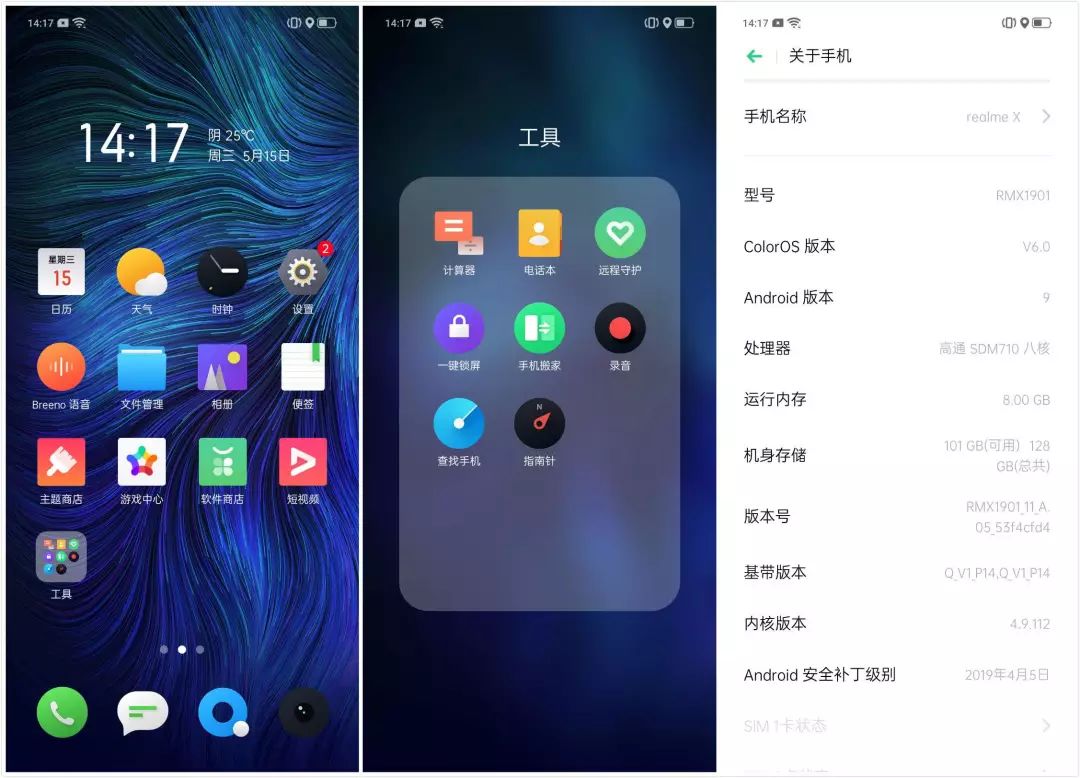 14:17
14:17
阴 25℃
周三 5月15日
星期三
15
2
日历
天气
时钟
设置
Breeno 语音
文件管理
相册
便签
主题商店
游戏中心
软件商店
短视频
工具
14:17
工具
计算器
电话本
远程守护
一键锁屏
手机搬家
录音
N
查找手机
指南针
14:17
关于手机
手机名称
realme X
型号
RMX1901
ColorOS 版本
V6.0
Android 版本
9
处理器
高通 SDM710 八核
运行内存
8.00 GB
机身存储
101 GB(可用) 128
GB(总共)
版本号
RMX1901_11_A.
05_53f4cfd4
基带版本
Q_V1_P14,Q_V1_P14
内核版本
4.9.112
Android 安全补丁级别
2019年4月5日
SIM 1卡状态